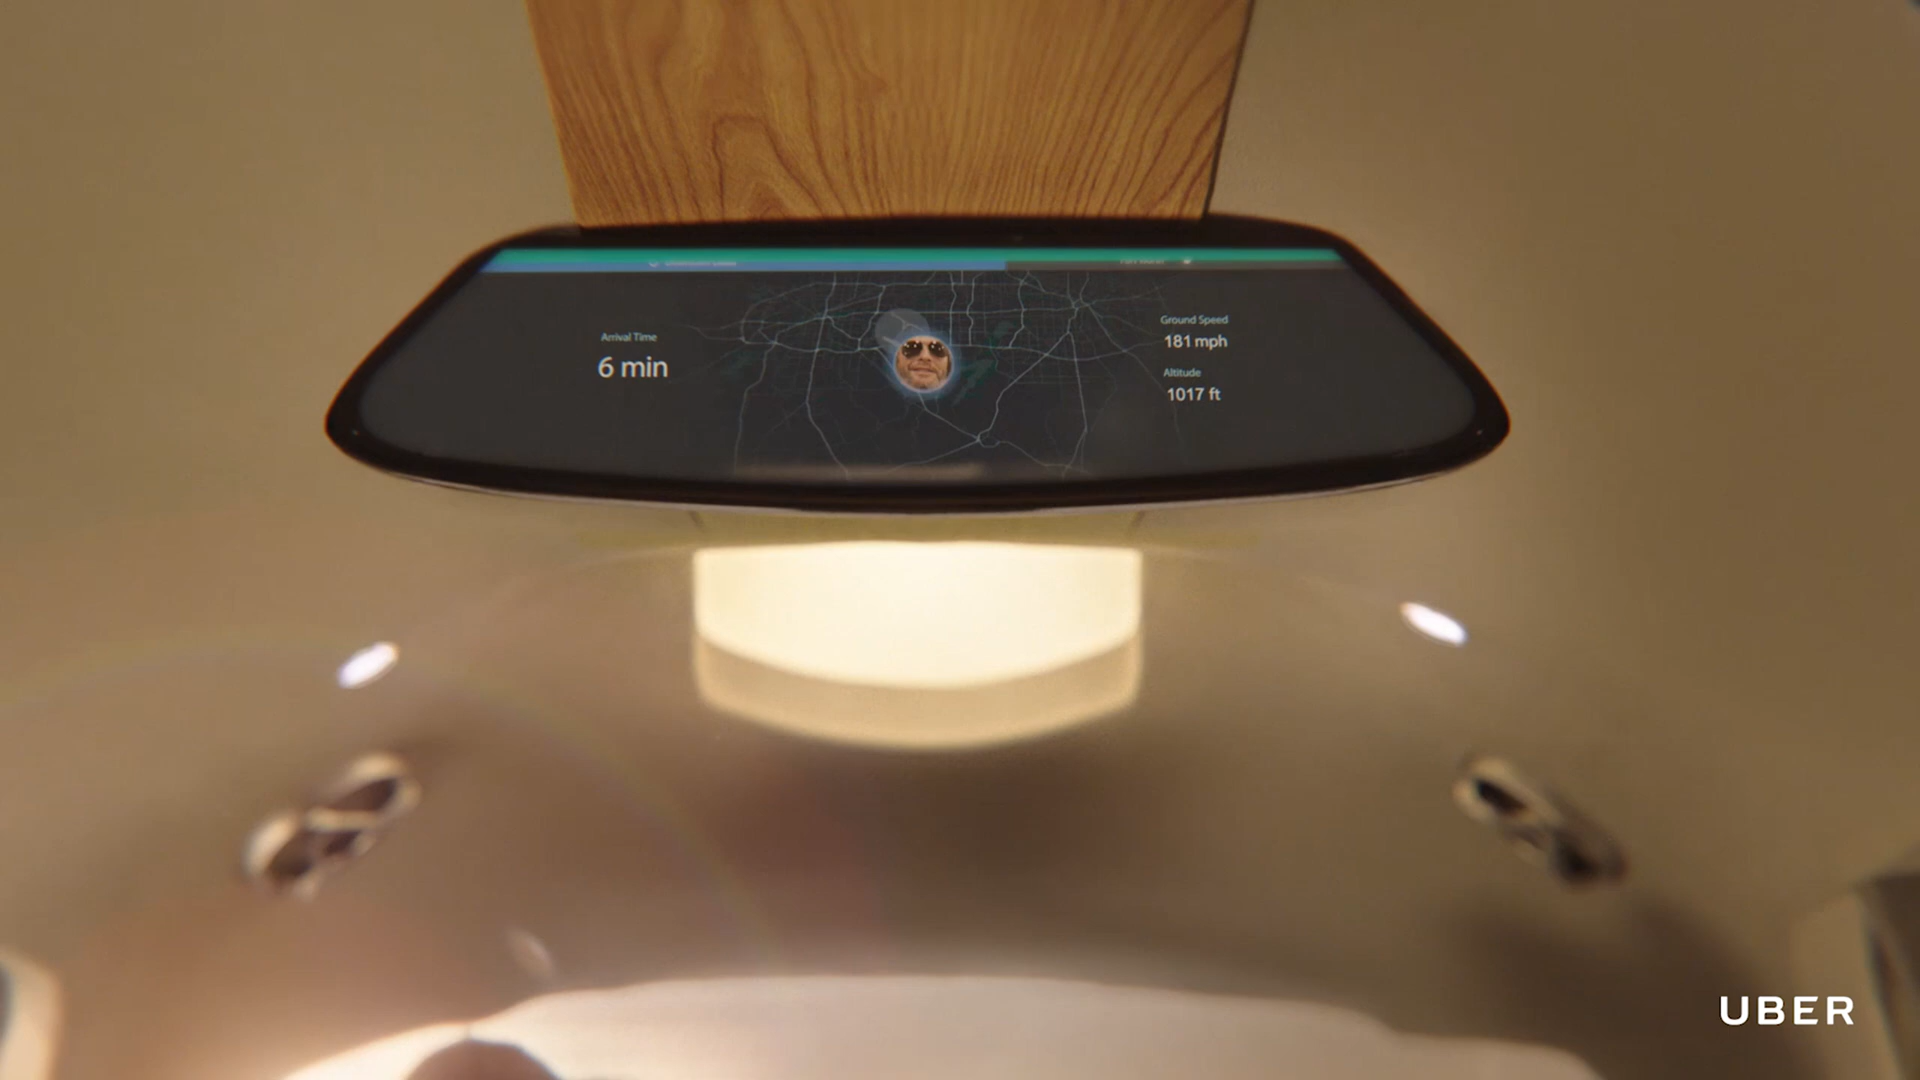 Arrival Time
6 min
Ground Speed
181 mph
Altitude
1017 ft
UBER